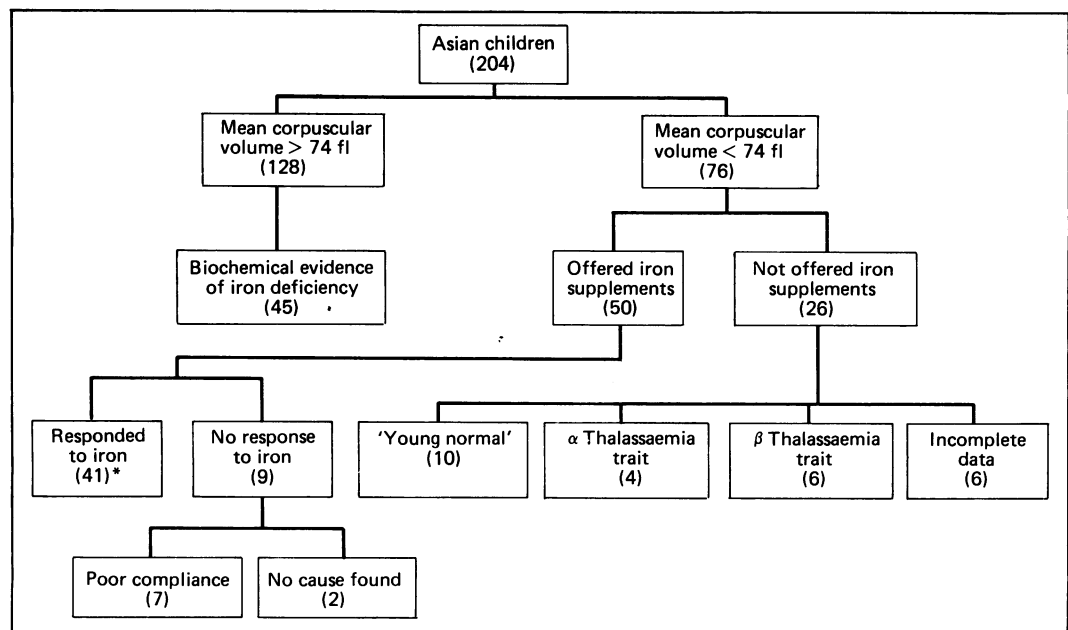 Asian children
(204)
Mean corpuscular
volume > 74 fl
(128)
Mean corpuscular
volume < 74 fl
(76)
Biochemical evidence
of iron deficiency
(45)
Offered iron
supplements
(50)
Not offered iron
supplements
(26)
Responded
to iron
(41)*
No response
to iron
(9)
'Young normal'
(10)
α Thalassaemia
trait
(4)
β Thalassaemia
trait
(6)
Incomplete
data
(6)
Poor compliance
(7)
No cause found
(2)